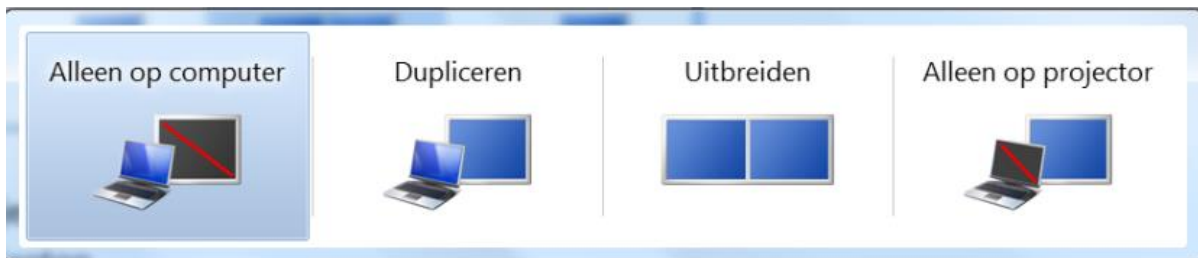 Alleen op computer
Dupliceren
Uitbreiden
Alleen op projector